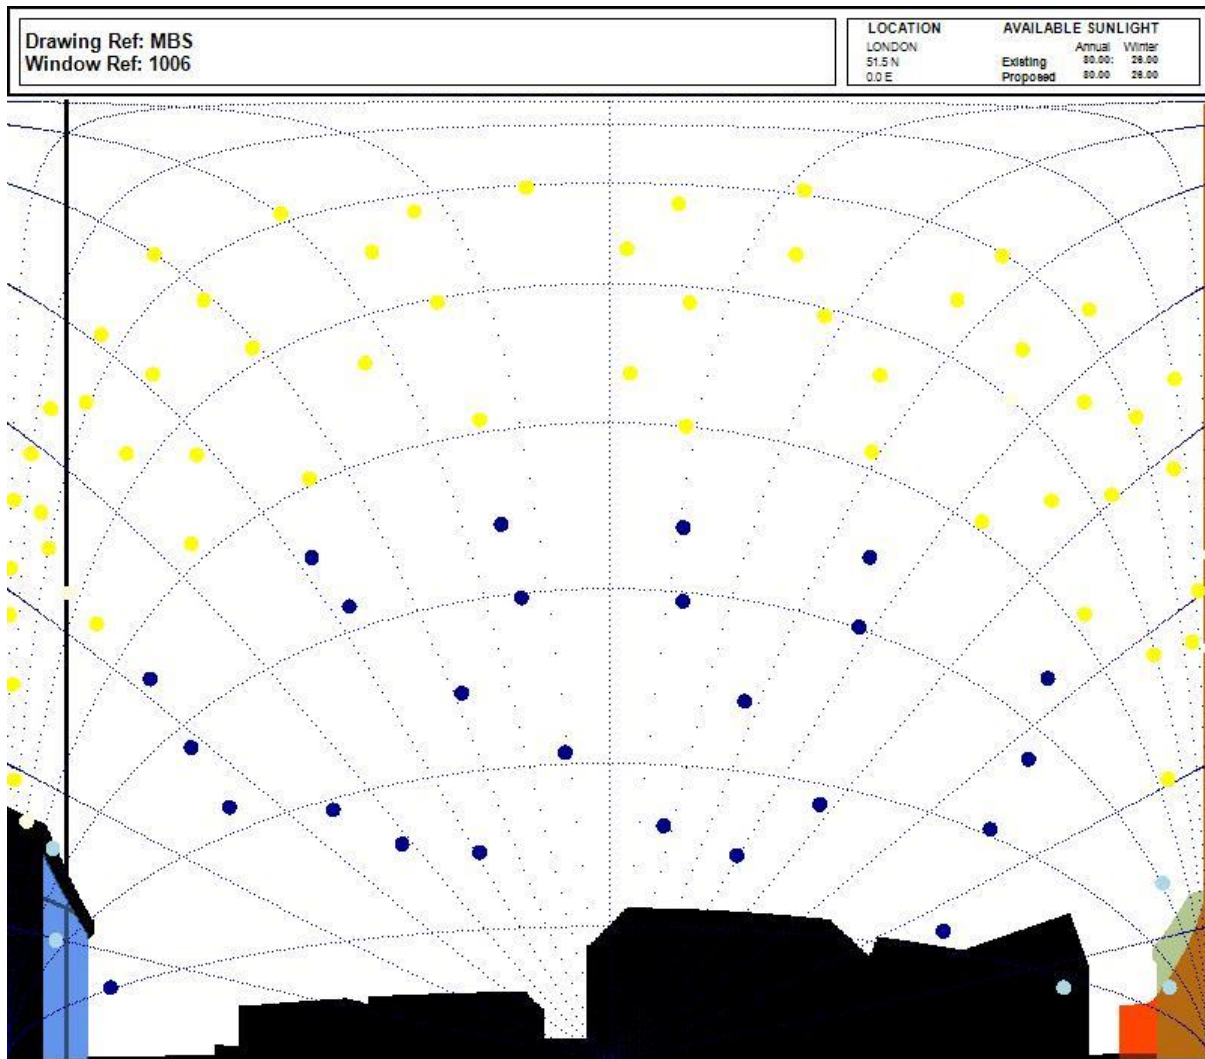 Drawing Ref: MBS
Window Ref: 1006
LOCATION
LONDON
51.5 N
0.0 E
AVAILABLE SUNLIGHT
Annual Winter
Existing 80.00: 26.00
Proposed 80.00 26.00